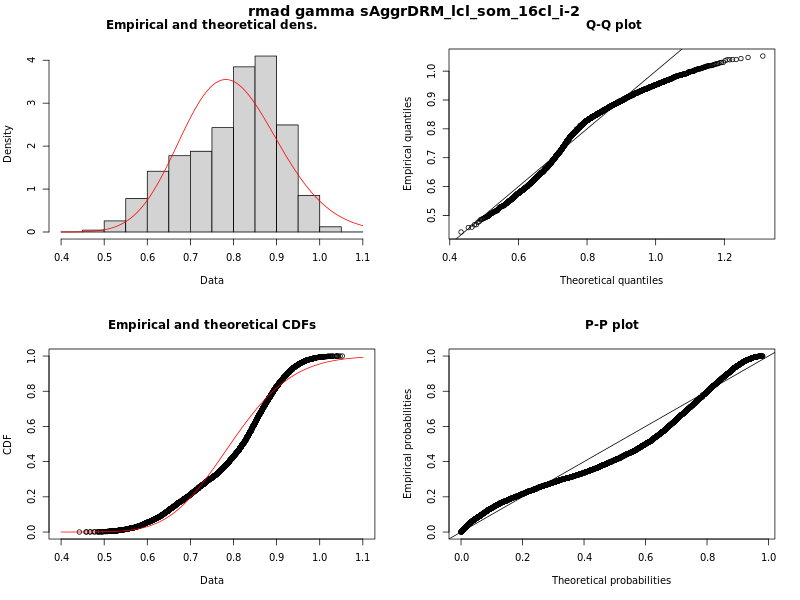 rmad gamma sAggrDRM_lcl_som_16cl_i-2
Empirical and theoretical dens.
Density
0 1 2 3 4
0.4 0.5 0.6 0.7 0.8 0.9 1.0 1.1
Data
Q-Q plot
Empirical quantiles
0.5 0.6 0.7 0.8 0.9 1.0
0.4 0.6 0.8 1.0 1.2
Theoretical quantiles
Empirical and theoretical CDFs
CDF
0.0 0.2 0.4 0.6 0.8 1.0
0.4 0.5 0.6 0.7 0.8 0.9 1.0 1.1
Data
P-P plot
Empirical probabilities
0.0 0.2 0.4 0.6 0.8 1.0
0.0 0.2 0.4 0.6 0.8 1.0
Theoretical probabilities